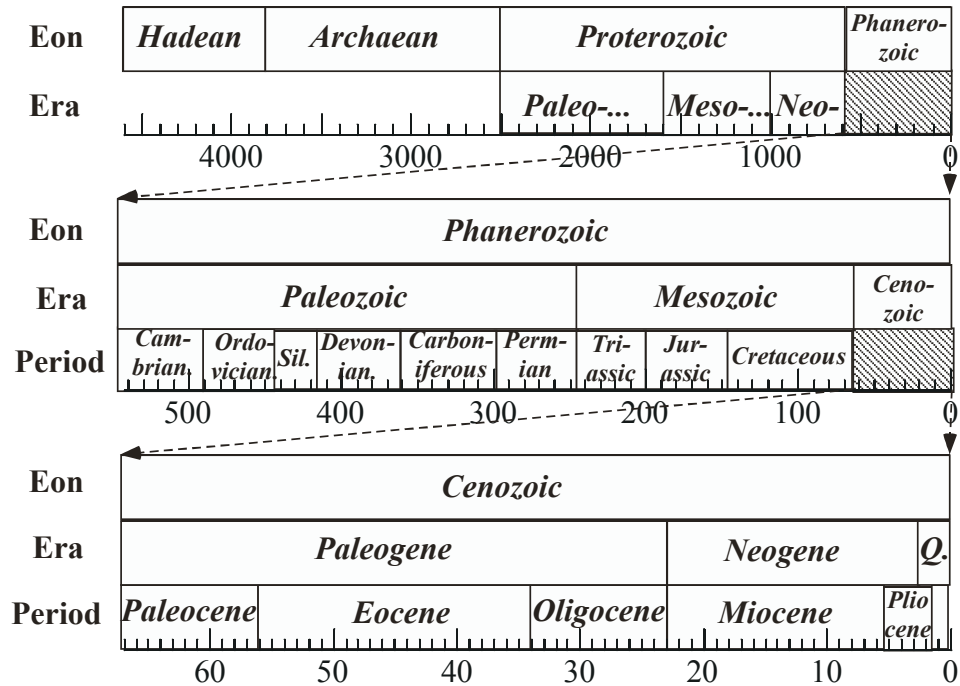 Eon Hadean Archaean Proterozoic Phanero-
zoic
Era Paleo-... Meso-... Neo-
4000 3000 2000 1000 0
Eon Phanerozoic
Era Paleozoic Mesozoic Ceno-
zoic
Period Cam-
brian. Ordo-
vician. Sil. Devon-
ian. Carbon-
iferous Perm-
ian Tri-
assic Jur-
assic Cretaceous
500 400 300 200 100 0
Eon Cenozoic
Era Paleogene Neogene Q.
Period Paleocene Eocene Oligocene Miocene Plio
cene
60 50 40 30 20 10 0